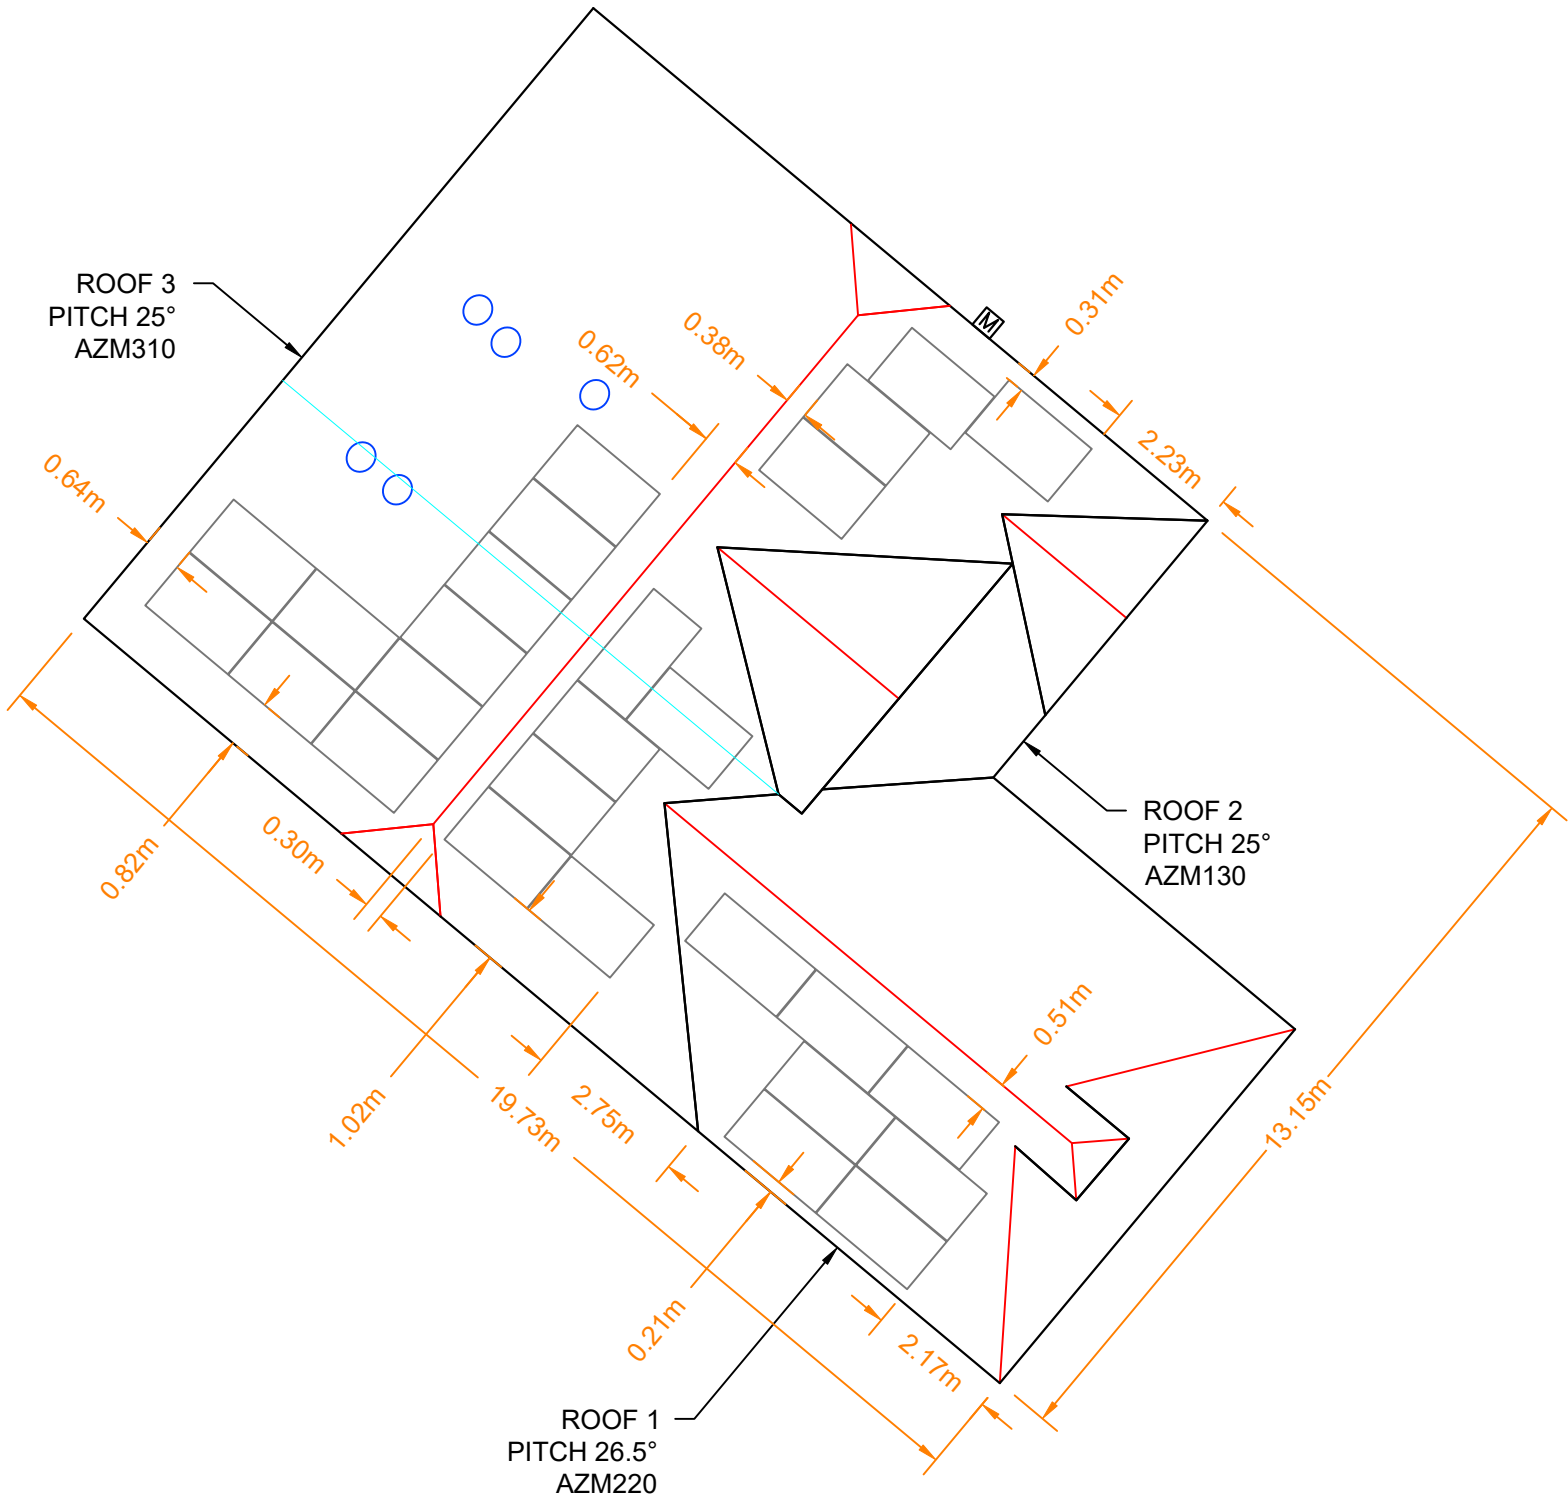 ROOF 3
PITCH 25°
AZM310
0.31m
0.38m
0.62m
2.23m
0.64m
M
0.82m
0.30m
ROOF 2
PITCH 25°
AZM130
0.51m
1.02m
19.73m
2.75m
13.15m
0.21m
2.17m
ROOF 1
PITCH 26.5°
AZM220